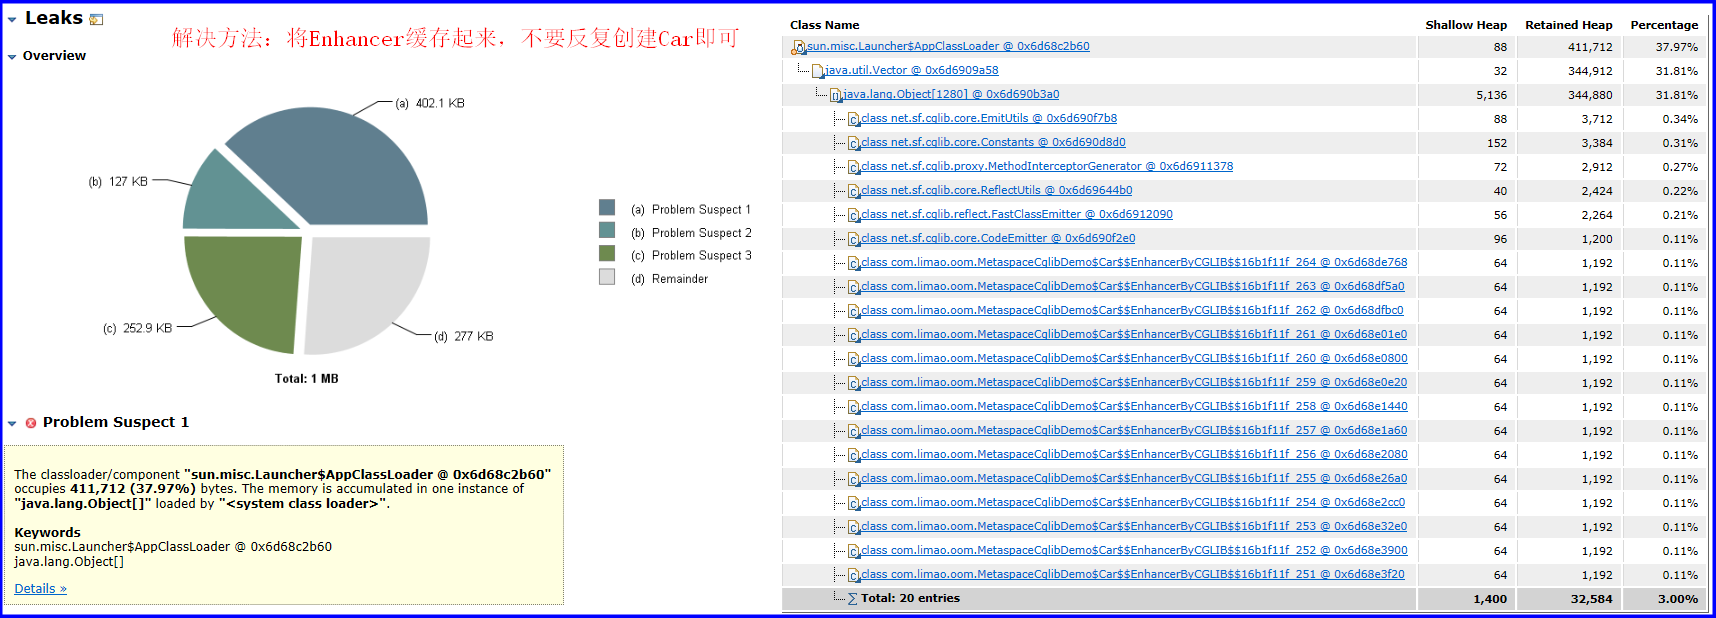 Leaks
解决方法：将Enhancer缓存起来，不要反复创建Car即可
Overview
(a) 402.1 KB
(b) 127 KB
(c) 252.9 KB
(d) 277 KB
(a) Problem Suspect 1
(b) Problem Suspect 2
(c) Problem Suspect 3
(d) Remainder
Total: 1 MB
Problem Suspect 1
The classloader/component "sun.misc.Launcher$AppClassLoader @ 0x6d68c2b60"
occupies 411,712 (37.97%) bytes. The memory is accumulated in one instance of
"java.lang.Object[]" loaded by "<system class loader>".
Keywords
sun.misc.Launcher$AppClassLoader @ 0x6d68c2b60
java.lang.Object[]
Details »
Class Name Shallow Heap Retained Heap Percentage
sun.misc.Launcher$AppClassLoader @ 0x6d68c2b60 88 411,712 37.97%
java.util.Vector @ 0x6d6909a58 32 344,912 31.81%
java.lang.Object[1280] @ 0x6d690b3a0 5,136 344,880 31.81%
class net.sf.cglib.core.EmitUtils @ 0x6d690f7b8 88 3,712 0.34%
class net.sf.cglib.core.Constants @ 0x6d690d8d0 152 3,384 0.31%
class net.sf.cglib.proxy.MethodInterceptorGenerator @ 0x6d6911378 72 2,912 0.27%
class net.sf.cglib.core.ReflectUtils @ 0x6d69644b0 40 2,424 0.22%
class net.sf.cglib.reflect.FastClassEmitter @ 0x6d6912090 56 2,264 0.21%
class net.sf.cglib.core.CodeEmitter @ 0x6d690f2e0 96 1,200 0.11%
class com.limao.oom.MetaspaceCglibDemo$Car$$EnhancerByCGLIB$$16b1f11f_264 @ 0x6d68de768 64 1,192 0.11%
class com.limao.oom.MetaspaceCglibDemo$Car$$EnhancerByCGLIB$$16b1f11f_263 @ 0x6d68df5a0 64 1,192 0.11%
class com.limao.oom.MetaspaceCglibDemo$Car$$EnhancerByCGLIB$$16b1f11f_262 @ 0x6d68dfbc0 64 1,192 0.11%
class com.limao.oom.MetaspaceCglibDemo$Car$$EnhancerByCGLIB$$16b1f11f_261 @ 0x6d68e01e0 64 1,192 0.11%
class com.limao.oom.MetaspaceCglibDemo$Car$$EnhancerByCGLIB$$16b1f11f_260 @ 0x6d68e0800 64 1,192 0.11%
class com.limao.oom.MetaspaceCglibDemo$Car$$EnhancerByCGLIB$$16b1f11f_259 @ 0x6d68e0e20 64 1,192 0.11%
class com.limao.oom.MetaspaceCglibDemo$Car$$EnhancerByCGLIB$$16b1f11f_258 @ 0x6d68e1440 64 1,192 0.11%
class com.limao.oom.MetaspaceCglibDemo$Car$$EnhancerByCGLIB$$16b1f11f_257 @ 0x6d68e1a60 64 1,192 0.11%
class com.limao.oom.MetaspaceCglibDemo$Car$$EnhancerByCGLIB$$16b1f11f_256 @ 0x6d68e2080 64 1,192 0.11%
class com.limao.oom.MetaspaceCglibDemo$Car$$EnhancerByCGLIB$$16b1f11f_255 @ 0x6d68e26a0 64 1,192 0.11%
class com.limao.oom.MetaspaceCglibDemo$Car$$EnhancerByCGLIB$$16b1f11f_254 @ 0x6d68e2cc0 64 1,192 0.11%
class com.limao.oom.MetaspaceCglibDemo$Car$$EnhancerByCGLIB$$16b1f11f_253 @ 0x6d68e32e0 64 1,192 0.11%
class com.limao.oom.MetaspaceCglibDemo$Car$$EnhancerByCGLIB$$16b1f11f_252 @ 0x6d68e3900 64 1,192 0.11%
class com.limao.oom.MetaspaceCglibDemo$Car$$EnhancerByCGLIB$$16b1f11f_251 @ 0x6d68e3f20 64 1,192 0.11%
∑ Total: 20 entries 1,400 32,584 3.00%